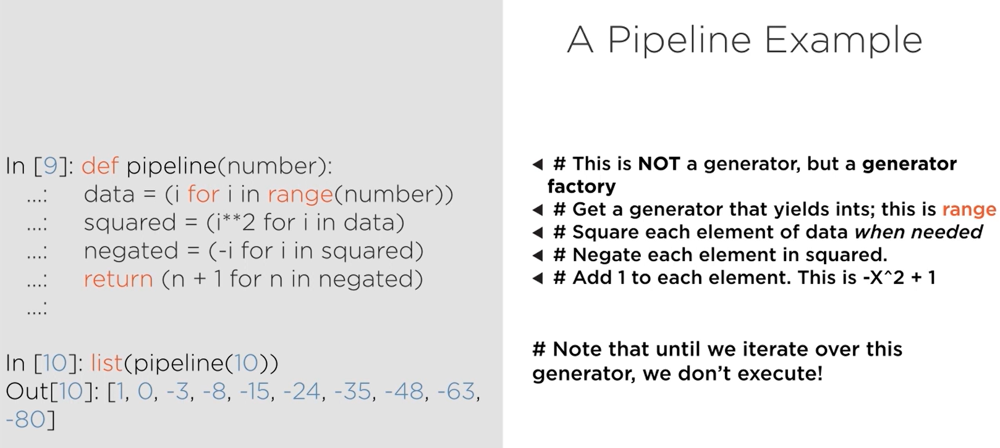 A Pipeline Example
In [9]: def pipeline(number):
...: data = (i for i in range(number))
...: squared = (i**2 for i in data)
...: negated = (-i for i in squared)
...: return (n + 1 for n in negated)
...:
In [10]: list(pipeline(10))
Out[10]: [1, 0, -3, -8, -15, -24, -35, -48, -63,
-80]
# This is NOT a generator, but a generator
factory
# Get a generator that yields ints; this is range
# Square each element of data when needed
# Negate each element in squared.
# Add 1 to each element. This is -X^2 + 1
# Note that until we iterate over this
generator, we don't execute!